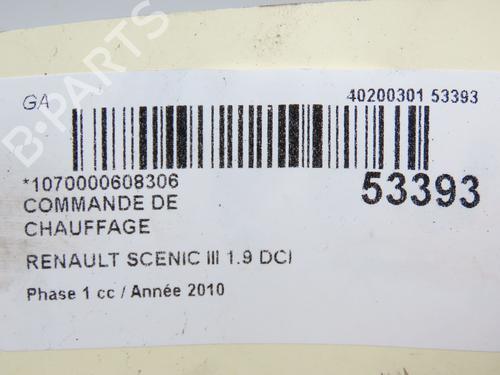 GA
40200301 53393
*1070000608306
53393
COMMANDE DE
CHAUFFAGE
RENAULT SCENIC III 1.9 DCI
Phase 1 cc / Année 2010
B-PARTS